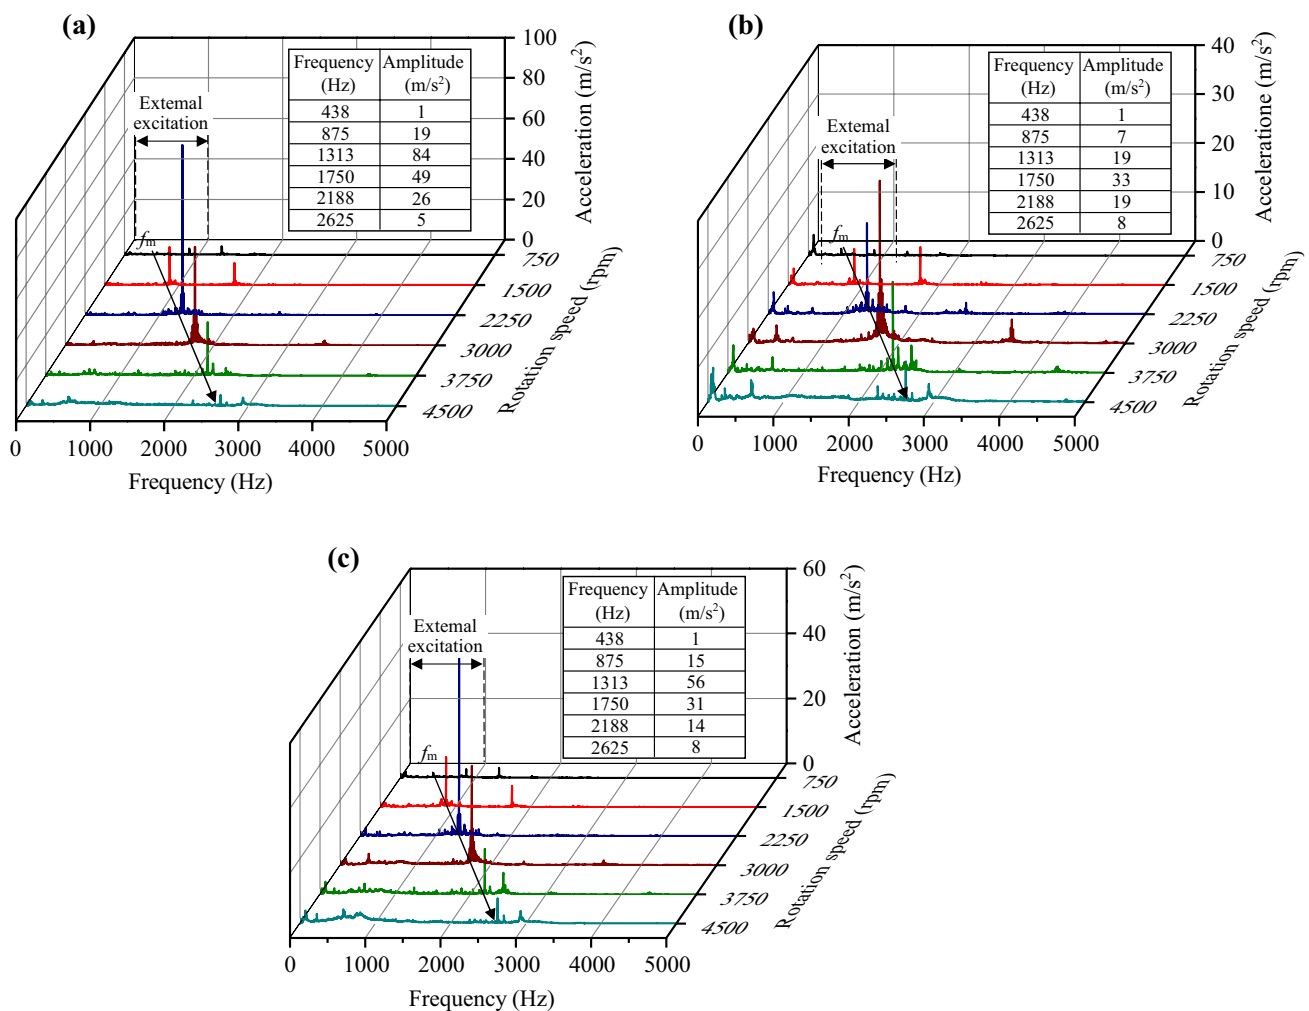 (a)
100
80
60
40
20
0
Acceleration (m/s²)
Frequency (Hz) Amplitude (m/s²)
438 1
875 19
1313 84
1750 49
2188 26
2625 5
Extemal
excitation
fm
750
1500
2250
3000
3750
4500
Rotation speed (rpm)
0 1000 2000 3000 4000 5000
Frequency (Hz)
(b)
40
30
20
10
0
Acceleratione (m/s²)
Frequency (Hz) Amplitude (m/s²)
438 1
875 7
1313 19
1750 33
2188 19
2625 8
Extemal
excitation
fm
750
1500
2250
3000
3750
4500
Rotation speed (rpm)
0 1000 2000 3000 4000 5000
Frequency (Hz)
(c)
60
40
20
0
Acceleration (m/s²)
Frequency (Hz) Amplitude (m/s²)
438 1
875 15
1313 56
1750 31
2188 14
2625 8
Extemal
excitation
fm
750
1500
2250
3000
3750
4500
Rotation speed (rpm)
0 1000 2000 3000 4000 5000
Frequency (Hz)